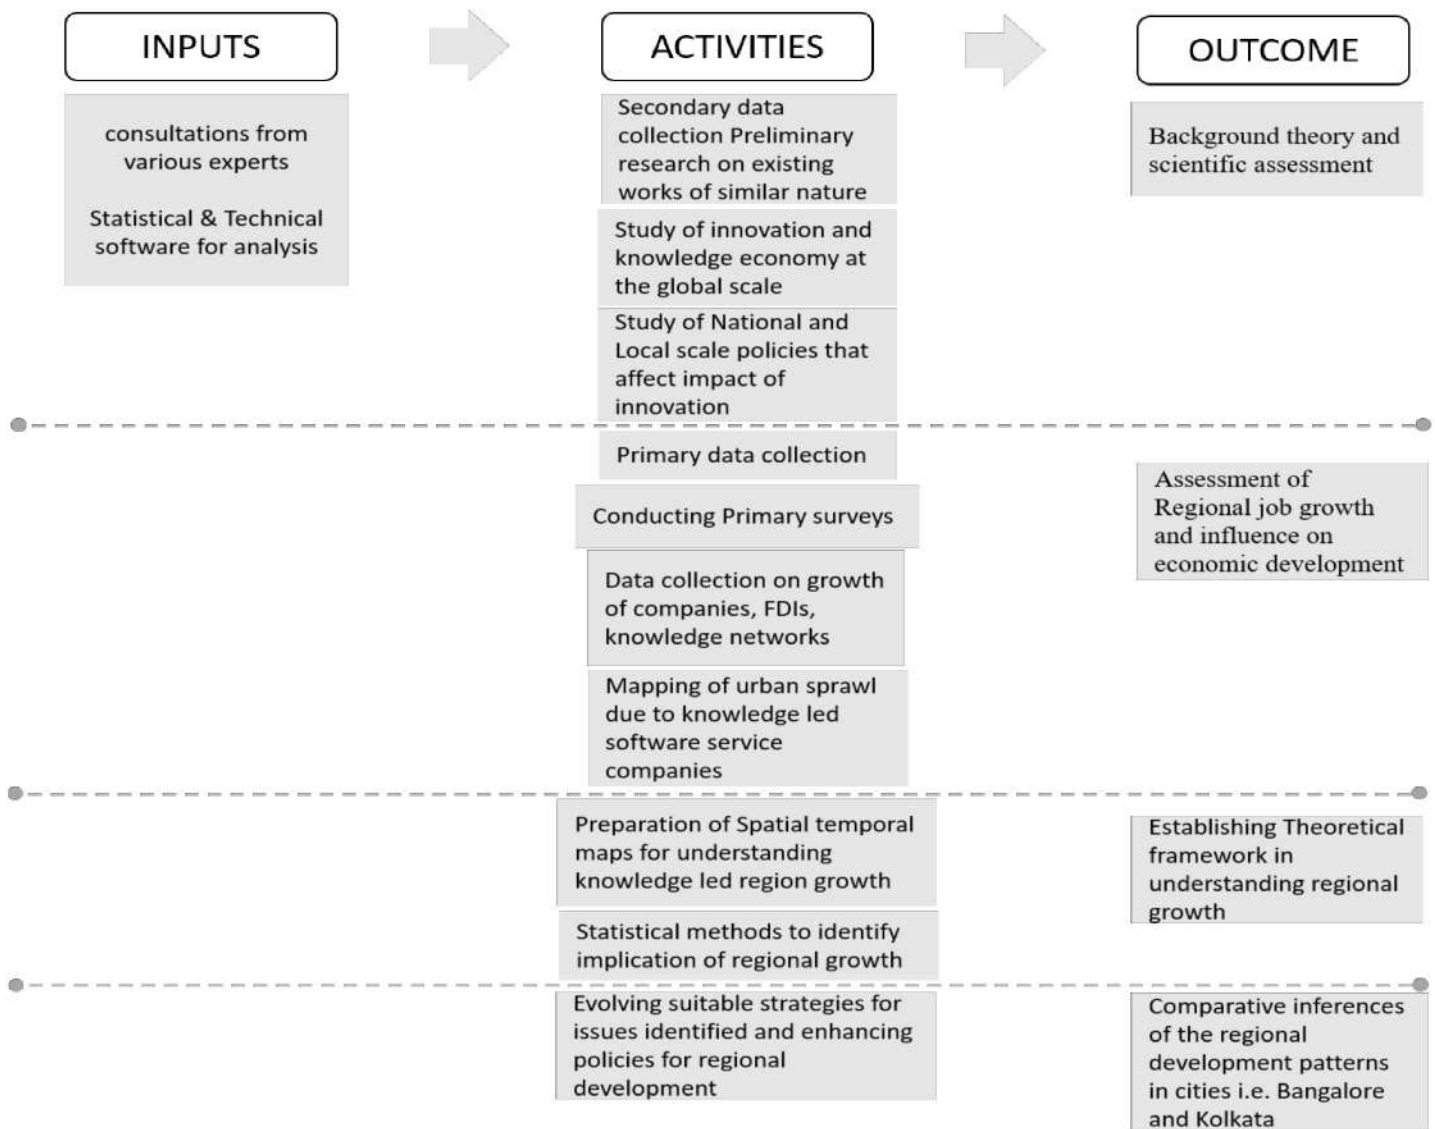 INPUTS
ACTIVITIES
OUTCOME
consultations from
various experts
Statistical & Technical
software for analysis
Secondary data
collection Preliminary
research on existing
works of similar nature
Background theory and
scientific assessment
Study of innovation and
knowledge economy at
the global scale
Study of National and
Local scale policies that
affect impact of
innovation
Primary data collection
Conducting Primary surveys
Data collection on growth
of companies, FDIs,
knowledge networks
Mapping of urban sprawl
due to knowledge led
software service
companies
Assessment of
Regional job growth
and influence on
economic development
Preparation of Spatial temporal
maps for understanding
knowledge led region growth
Statistical methods to identify
implication of regional growth
Establishing Theoretical
framework in
understanding regional
growth
Evolving suitable strategies for
issues identified and enhancing
policies for regional
development
Comparative inferences
of the regional
development patterns
in cities i.e. Bangalore
and Kolkata